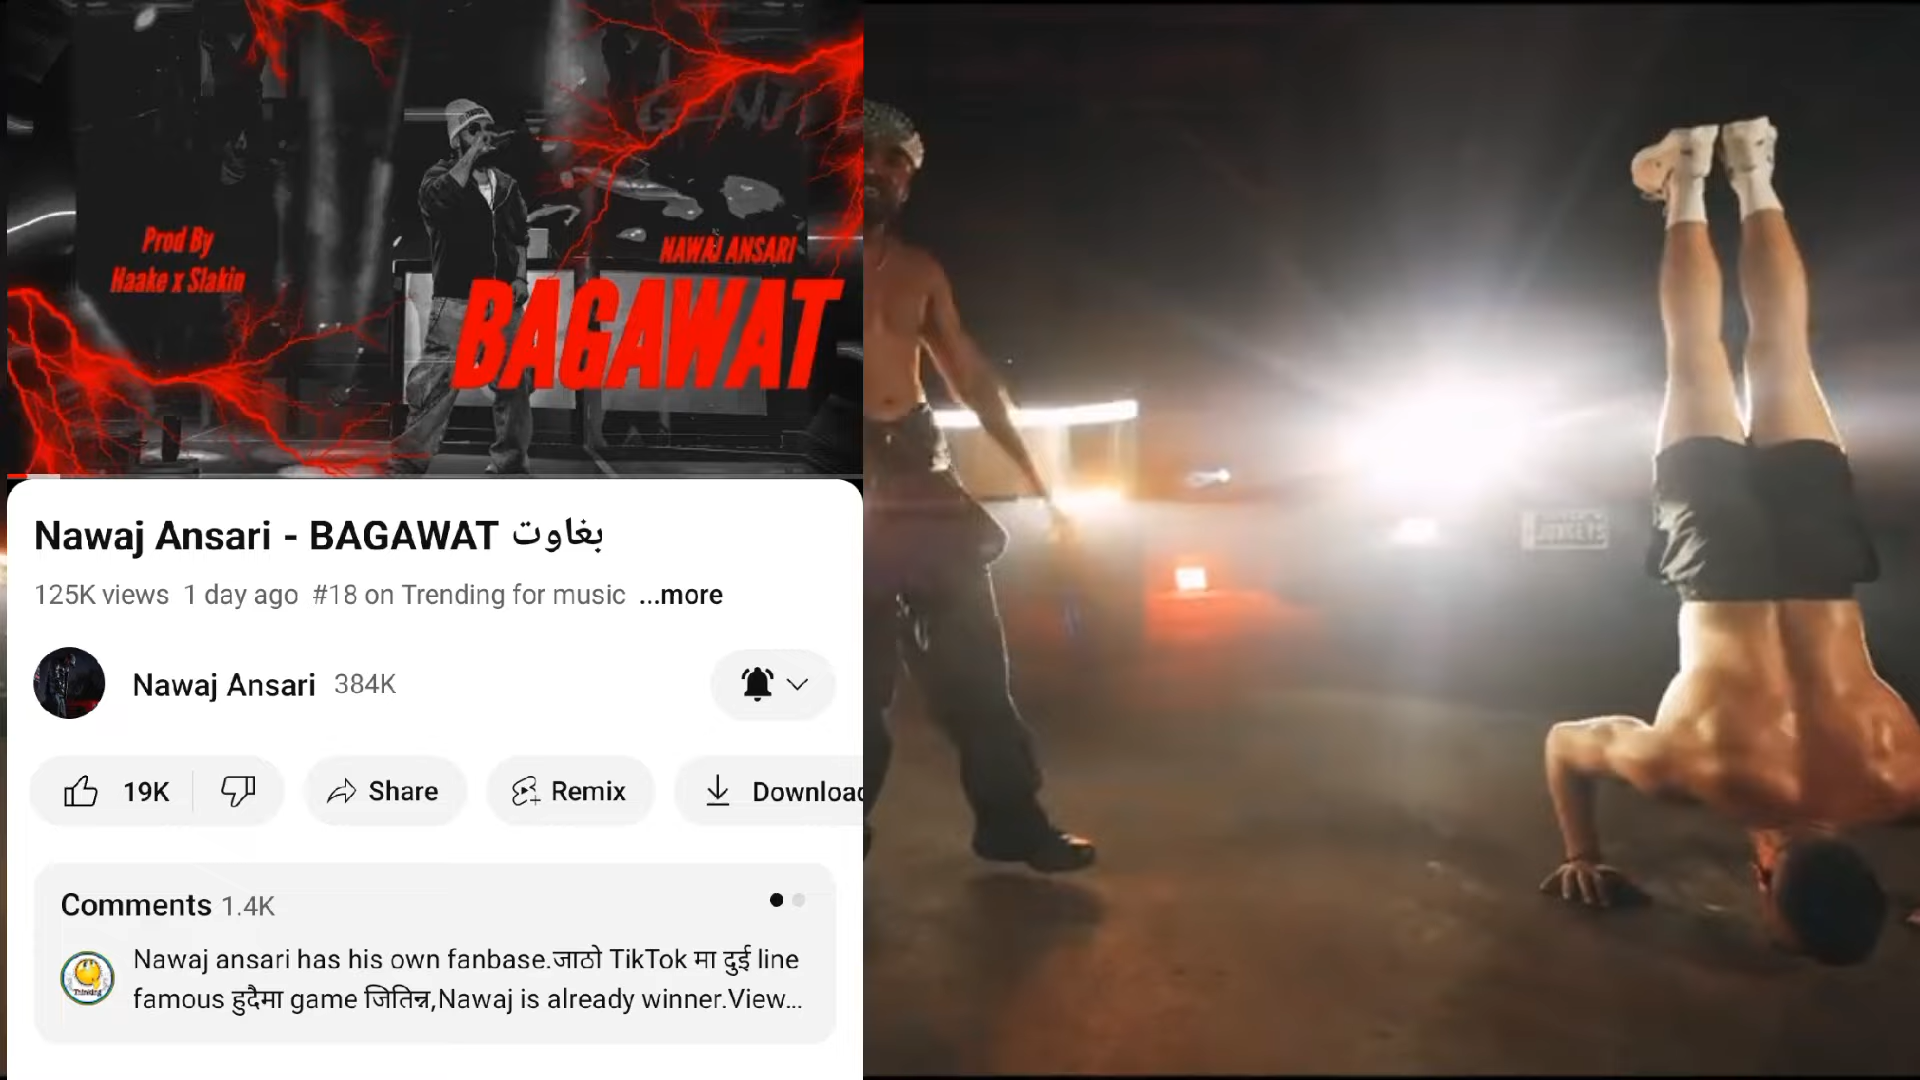 Prod By
Haake x Slakin
NAWAJ ANSARI
BAGAWAT
Nawaj Ansari - BAGAWAT بغاوت
125K views 1 day ago #18 on Trending for music ...more
Nawaj Ansari 384K
19K Share Remix Download
Comments 1.4K
Nawaj ansari has his own fanbase.जाठो TikTok मा दुई line
famous हुदैमा game जितिन्न,Nawaj is already winner.View...